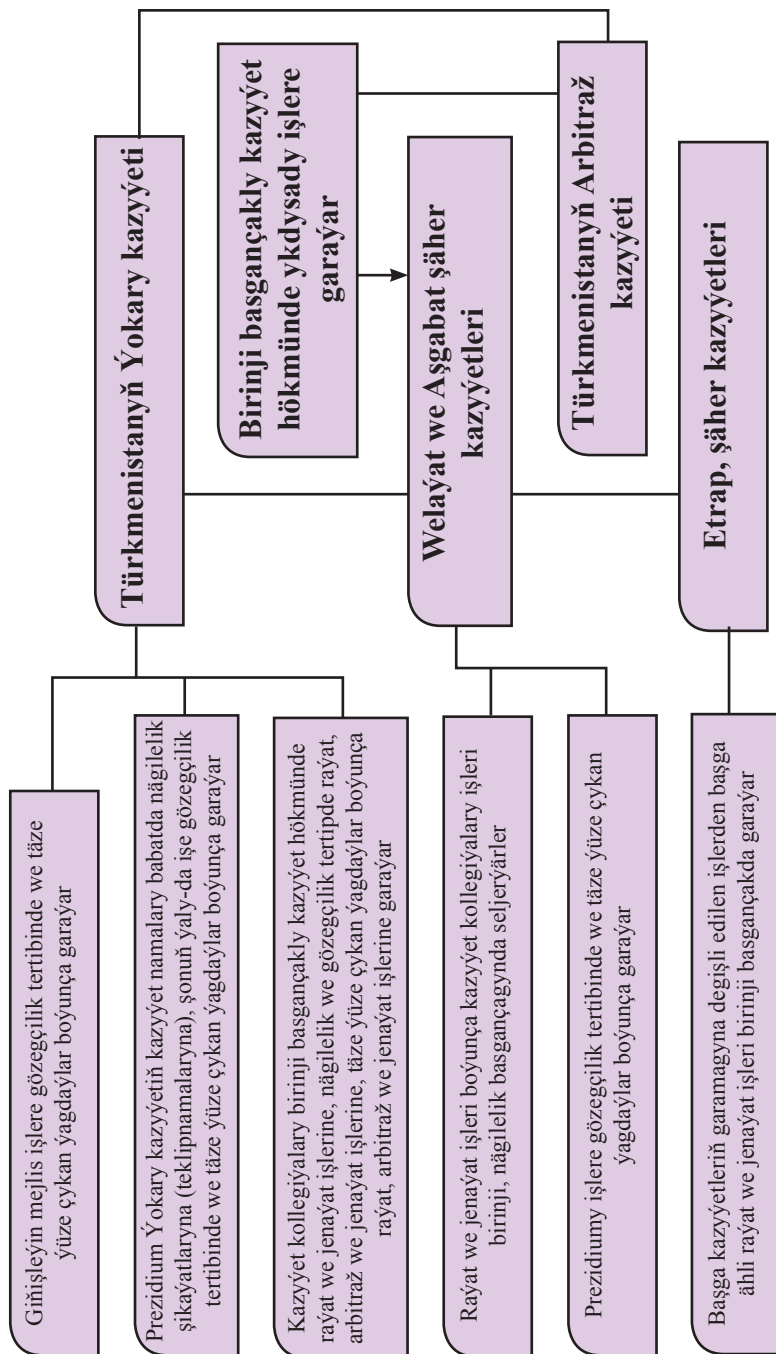 Türkmenistanyň Ýokary kazyýeti
Birinji basgançakly kazyýet
hökmünde ykdysady işlere
garaýar
Welaýat we Aşgabat şäher
kazyýetleri
Türkmenistanyň Arbitraž
kazyýeti
Etrap, şäher kazyýetleri
Giňişleýin mejlis işlere gözegçilik tertibinde we täze
ýüze çykan ýagdaýlar boýunça garaýar
Prezidium Ýokary kazyýetiň kazyýet namalary babatda nägilelik
şikaýatlaryna (teklipnamalaryna), şonuň ýaly-da işe gözegçilik
tertibinde we täze ýüze çykan ýagdaýlar boýunça garaýar
Kazyýet kollegiýalary birinji basgançakly kazyýet hökmünde
raýat we jenaýat işlerine, nägilelik we gözegçilik tertipde raýat,
arbitraž we jenaýat işlerine, täze ýüze çykan ýagdaýlar boýunça
raýat, arbitraž we jenaýat işlerine garaýar
Raýat we jenaýat işleri boýunça kazyýet kollegiýalary işleri
birinji, nägilelik basgançagynda seljerýärler
Prezidiumy işlere gözegçilik tertibinde we täze ýüze çykan
ýagdaýlar boýunça garaýar
Başga kazyýetleriň garamagyna degişli edilen işlerden başga
ähli raýat we jenaýat işleri birinji basgançakda garaýar